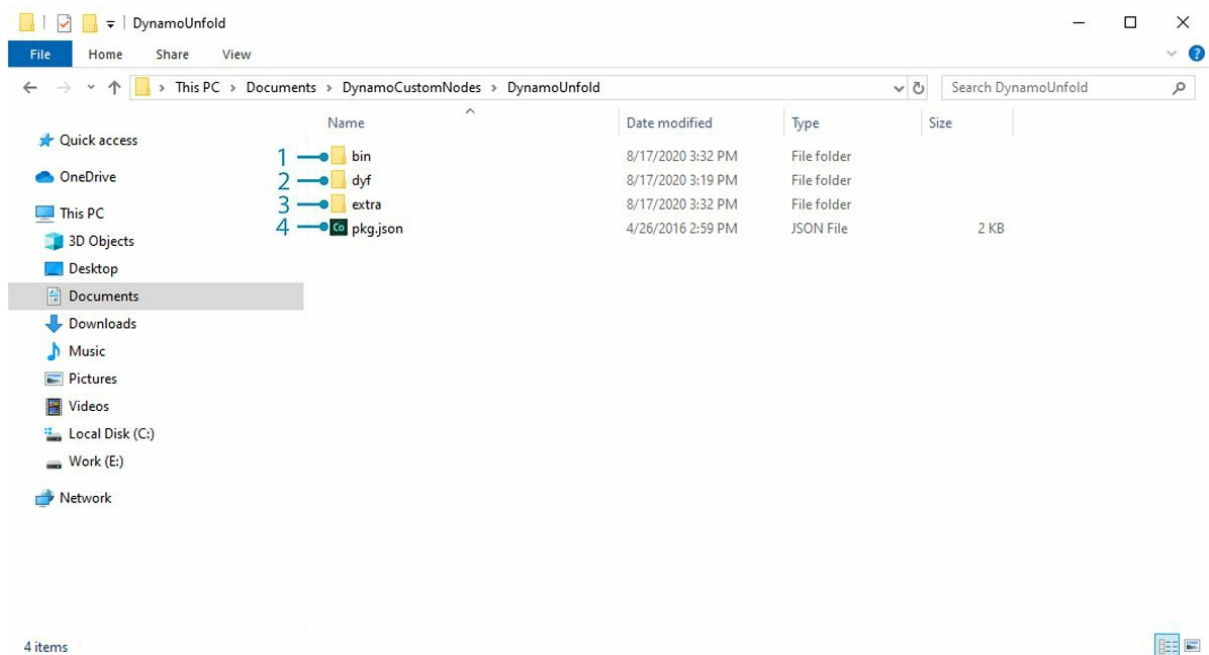 DynamoUnfold
File Home Share View
This PC > Documents > DynamoCustomNodes > DynamoUnfold
Search DynamoUnfold
Name Date modified Type Size
Quick access
OneDrive
This PC
3D Objects
Desktop
Documents
Downloads
Music
Pictures
Videos
Local Disk (C:)
Work (E:)
Network
1 bin 8/17/2020 3:32 PM File folder
2 dyf 8/17/2020 3:19 PM File folder
3 extra 8/17/2020 3:32 PM File folder
4 Co pkg.json 4/26/2016 2:59 PM JSON File 2 KB
4 items